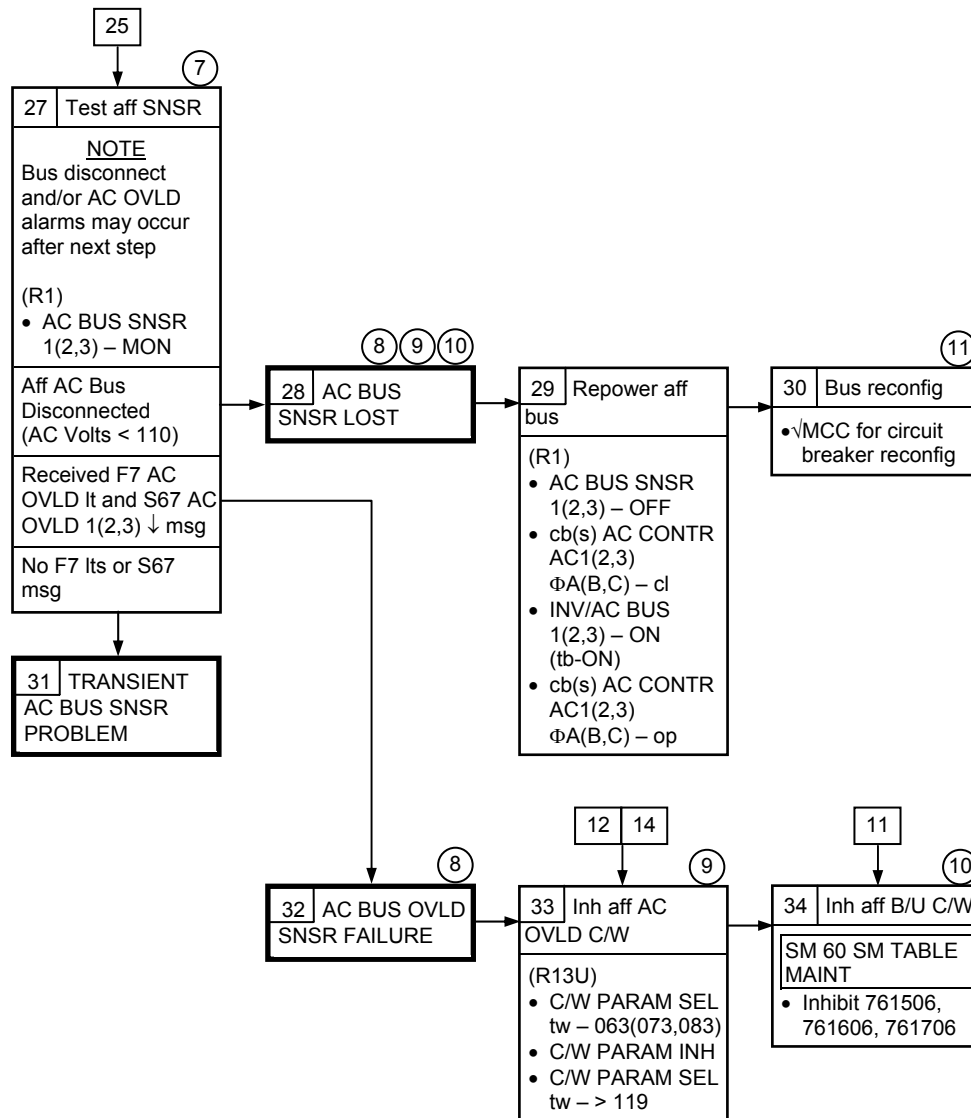 25
7
27 Test aff SNSR
NOTE
Bus disconnect
and/or AC OVLD
alarms may occur
after next step
(R1)
• AC BUS SNSR
1(2,3) – MON
Aff AC Bus
Disconnected
(AC Volts < 110)
Received F7 AC
OVLD lt and S67 AC
OVLD 1(2,3) ↓ msg
No F7 lts or S67
msg
8 9 10
28 AC BUS
SNSR LOST
29 Repower aff
bus
(R1)
• AC BUS SNSR
1(2,3) – OFF
• cb(s) AC CONTR
AC1(2,3)
ΦA(B,C) – cl
• INV/AC BUS
1(2,3) – ON
(tb-ON)
• cb(s) AC CONTR
AC1(2,3)
ΦA(B,C) – op
11
30 Bus reconfig
•√MCC for circuit
breaker reconfig
31 TRANSIENT
AC BUS SNSR
PROBLEM
8
32 AC BUS OVLD
SNSR FAILURE
12 14
9
33 Inh aff AC
OVLD C/W
(R13U)
• C/W PARAM SEL
tw – 063(073,083)
• C/W PARAM INH
• C/W PARAM SEL
tw – > 119
11
10
34 Inh aff B/U C/W
SM 60 SM TABLE
MAINT
• Inhibit 761506,
761606, 761706